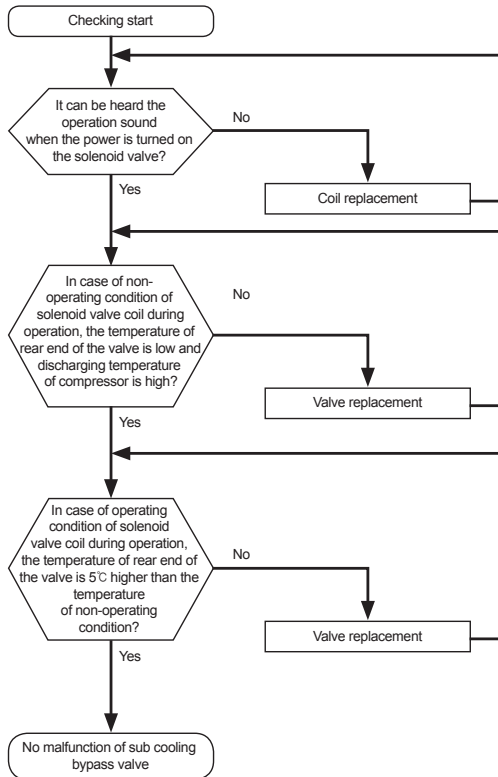 Checking start
It can be heard the
operation sound
when the power is turned on
the solenoid valve?
No
Coil replacement
Yes
In case of non-
operating condition of
solenoid valve coil during
operation, the temperature of
rear end of the valve is low and
discharging temperature
of compressor is high?
No
Valve replacement
Yes
In case of operating
condition of solenoid
valve coil during operation,
the temperature of rear end of
the valve is 5℃ higher than the
temperature
of non-operating
condition?
No
Valve replacement
Yes
No malfunction of sub cooling
bypass valve